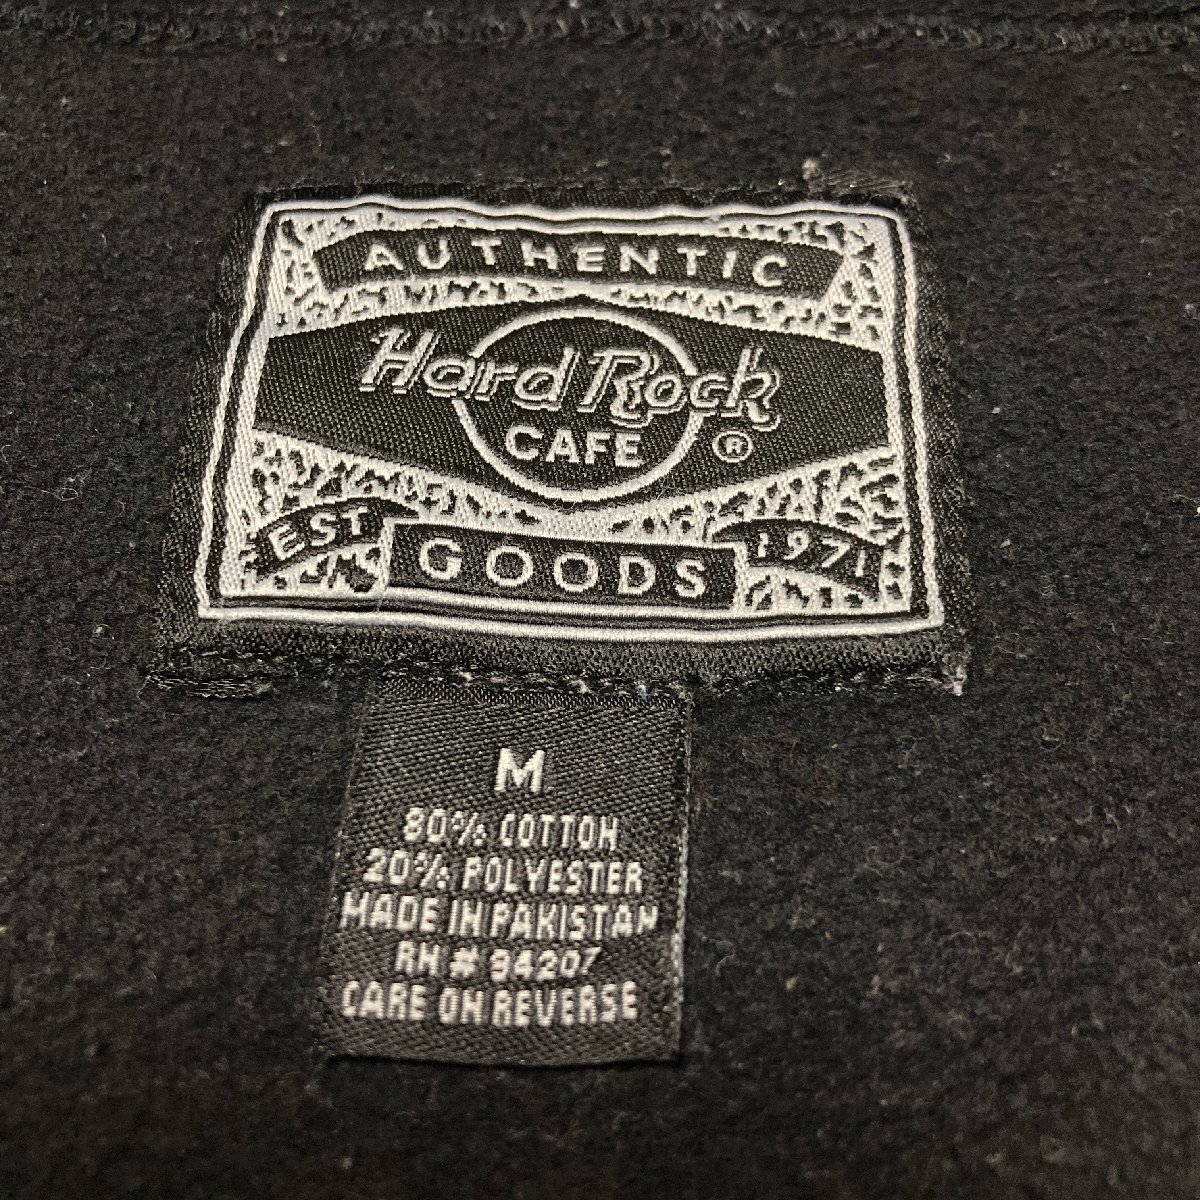 AUTHENTIC
Hard Rock
CAFE ®
EST 1971
GOODS
M
80% COTTON
20% POLYESTER
MADE IN PAKISTAN
RN # 94207
CARE ON REVERSE